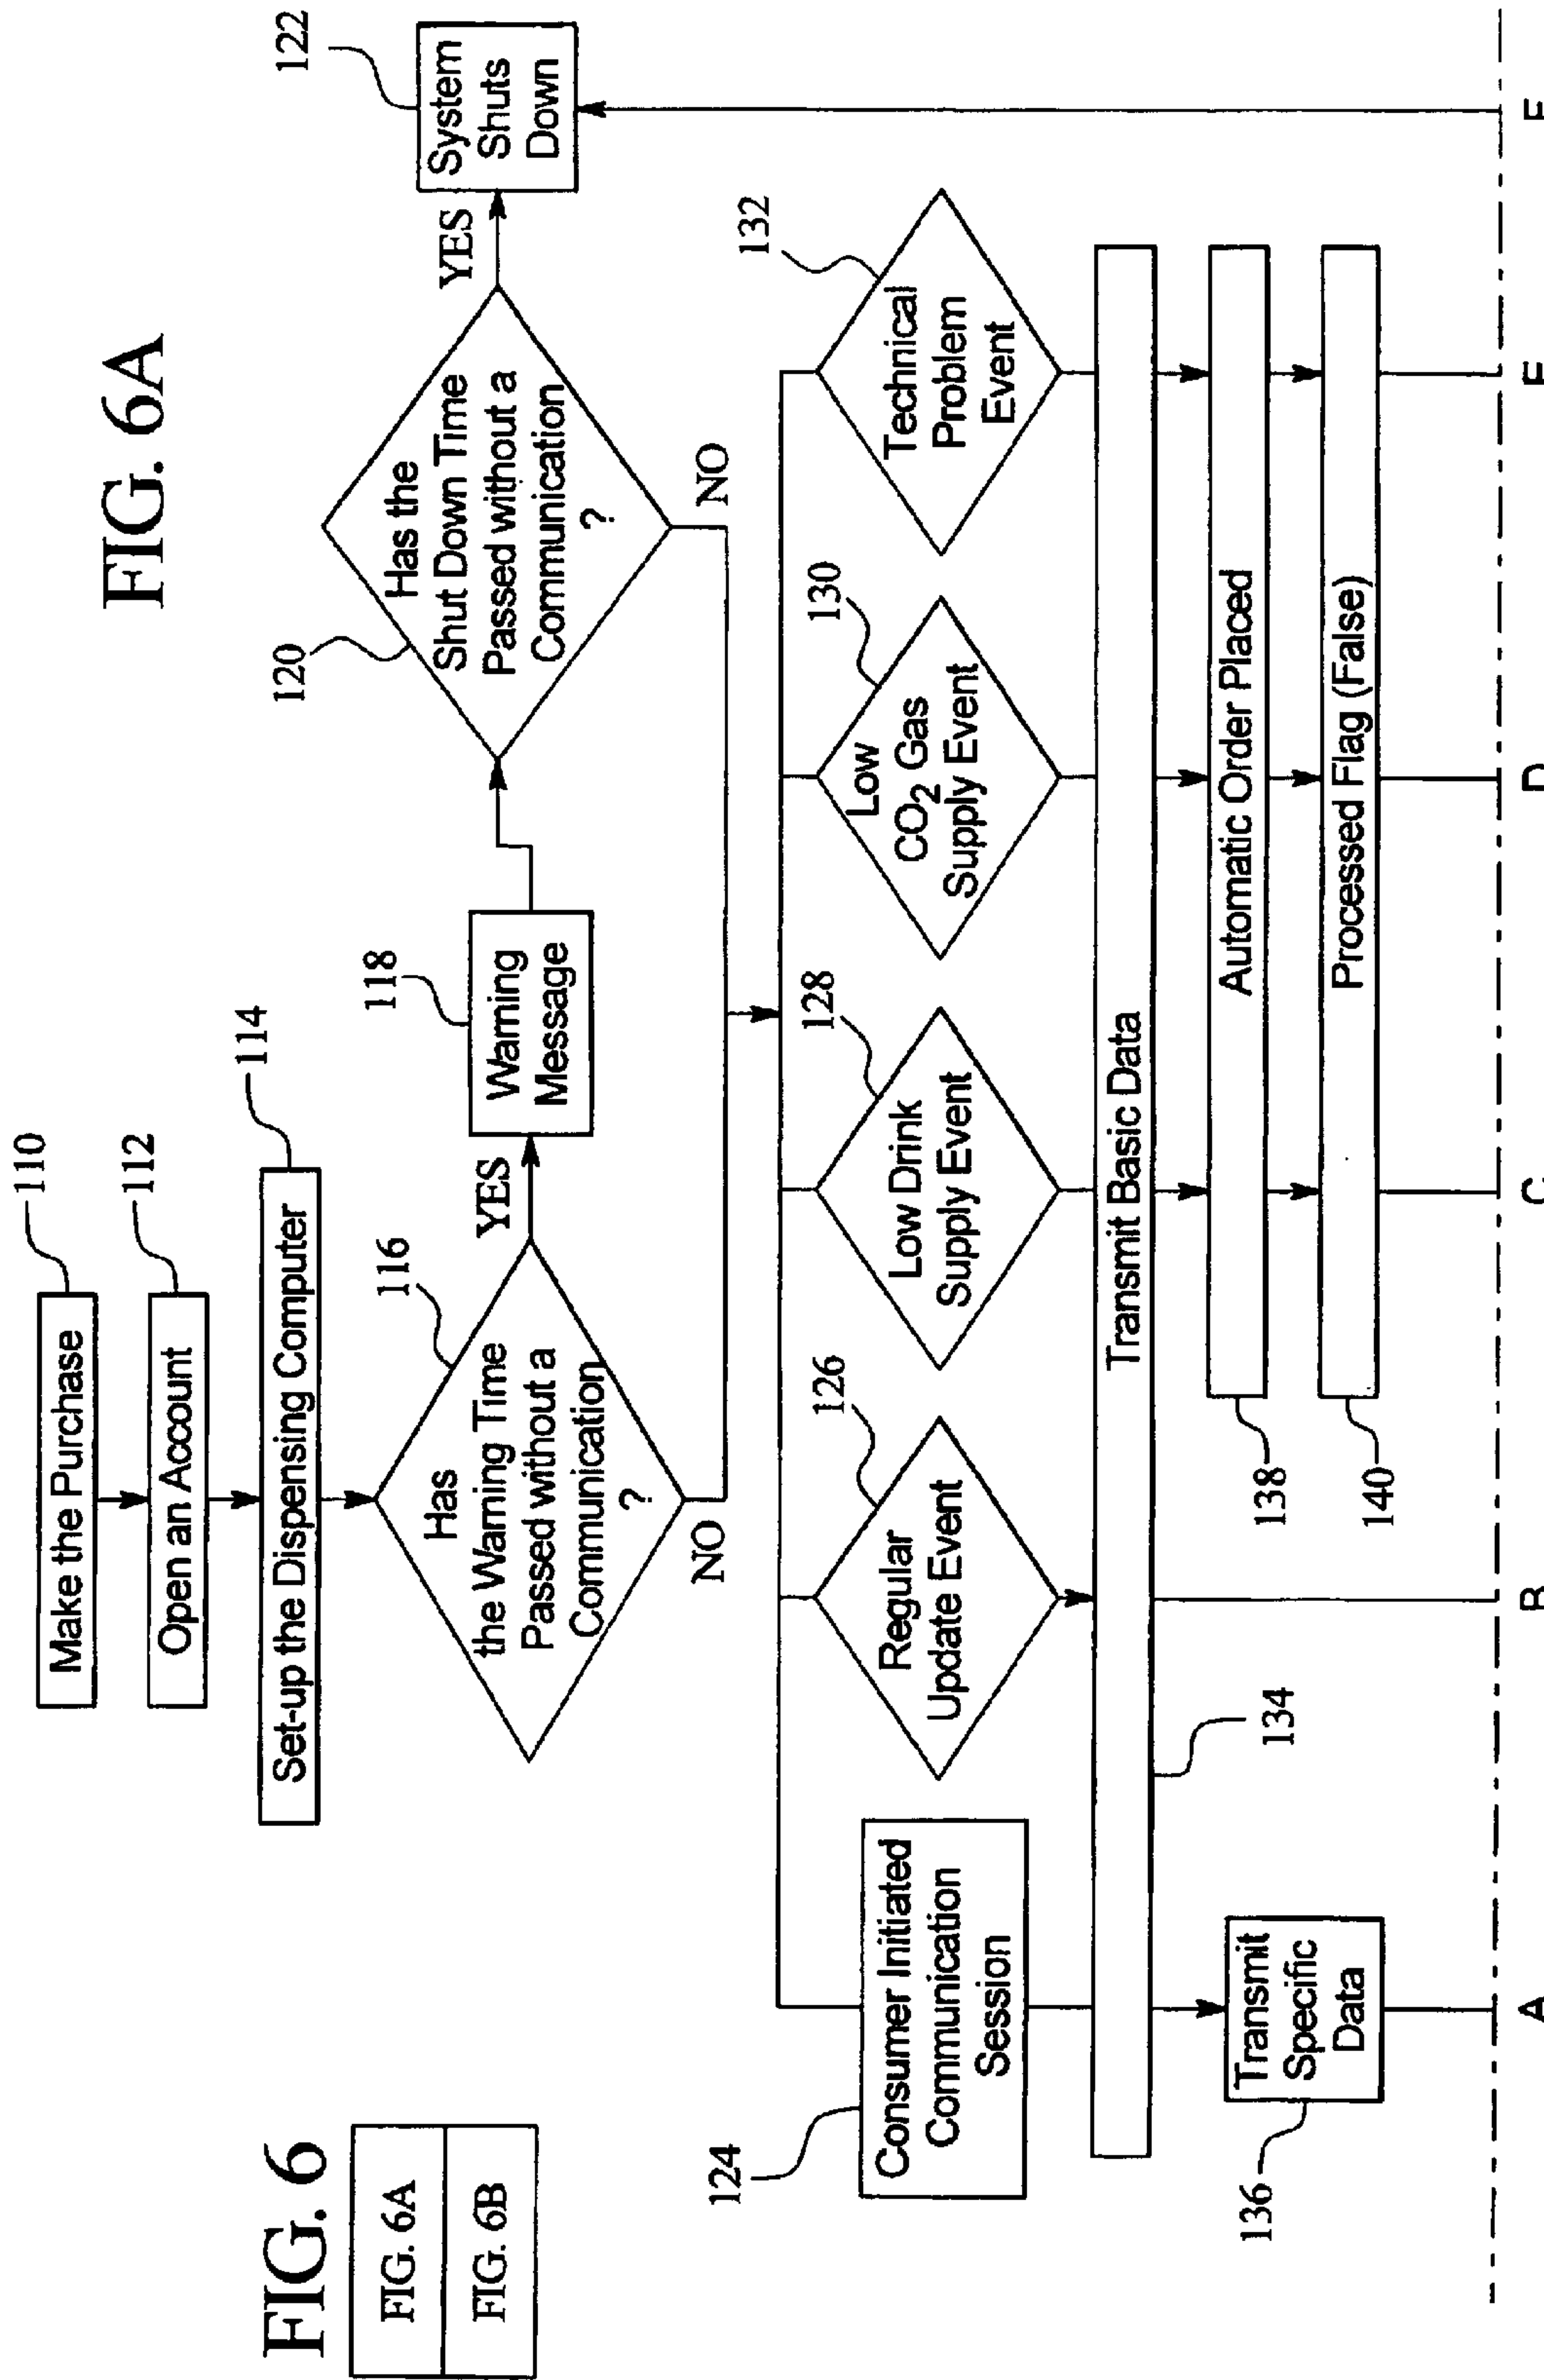 FIG. 6
FIG. 6A
FIG. 6B
FIG. 6A
Make the Purchase
110
Open an Account
112
Set-up the Dispensing Computer
114
Has
the Warning Time
Passed without a
Communication
?
116
YES
NO
Warning
Message
118
Has the
Shut Down Time
Passed without a
Communication
?
120
YES
NO
System
Shuts
Down
122
Consumer Initiated
Communication
Session
124
Regular
Update Event
126
Low Drink
Supply Event
128
Low
CO₂ Gas
Supply Event
130
Technical
Problem
Event
132
Transmit Basic Data
134
Transmit
Specific
Data
136
Automatic Order Placed
138
Processed Flag (False)
140
A
B
C
D
E
F